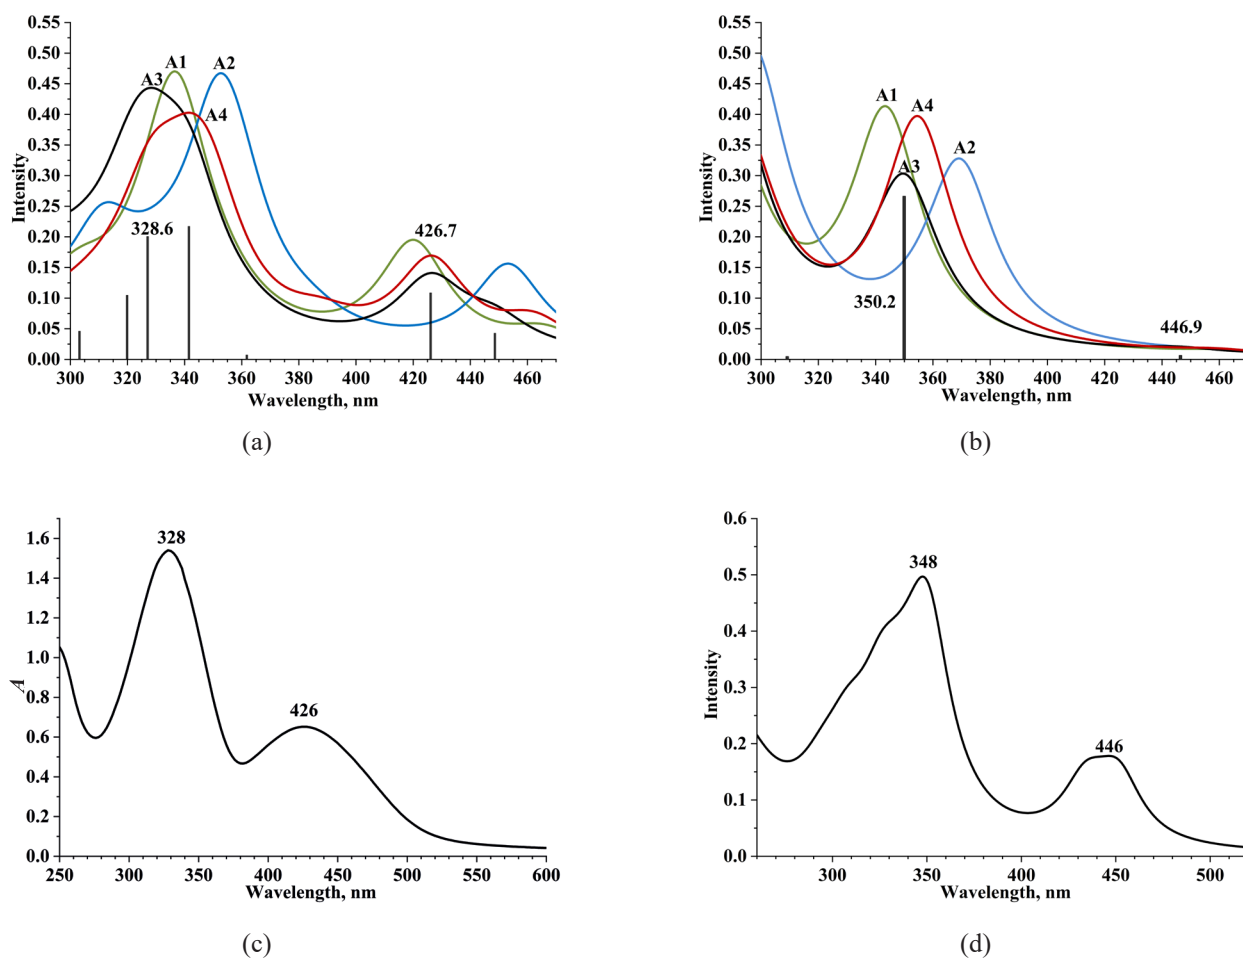 0.55
0.50
0.45
0.40
0.35
0.30
0.25
0.20
0.15
0.10
0.05
0.00
Intensity
A3
A1
A2
A4
328.6
426.7
300 320 340 360 380 400 420 440 460
Wavelength, nm
(a)
0.55
0.50
0.45
0.40
0.35
0.30
0.25
0.20
0.15
0.10
0.05
0.00
Intensity
A1
A4
A3
A2
350.2
446.9
300 320 340 360 380 400 420 440 460
Wavelength, nm
(b)
1.6
1.4
1.2
1.0
0.8
0.6
0.4
0.2
0.0
A
328
426
250 300 350 400 450 500 550 600
Wavelength, nm
(c)
0.6
0.5
0.4
0.3
0.2
0.1
0.0
Intensity
348
446
300 350 400 450 500
Wavelength, nm
(d)